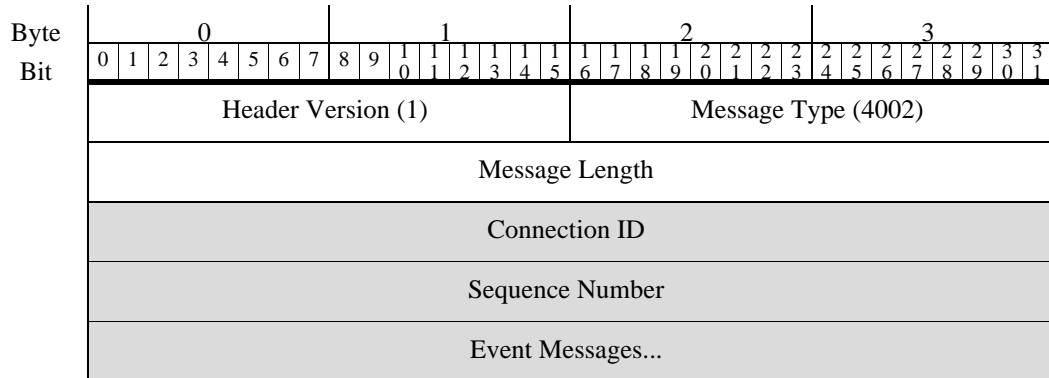 Byte 0 1 2 3
Bit 0 1 2 3 4 5 6 7 8 9 10 11 12 13 14 15 16 17 18 19 20 21 22 23 24 25 26 27 28 29 30 31
Header Version (1) Message Type (4002)
Message Length
Connection ID
Sequence Number
Event Messages...